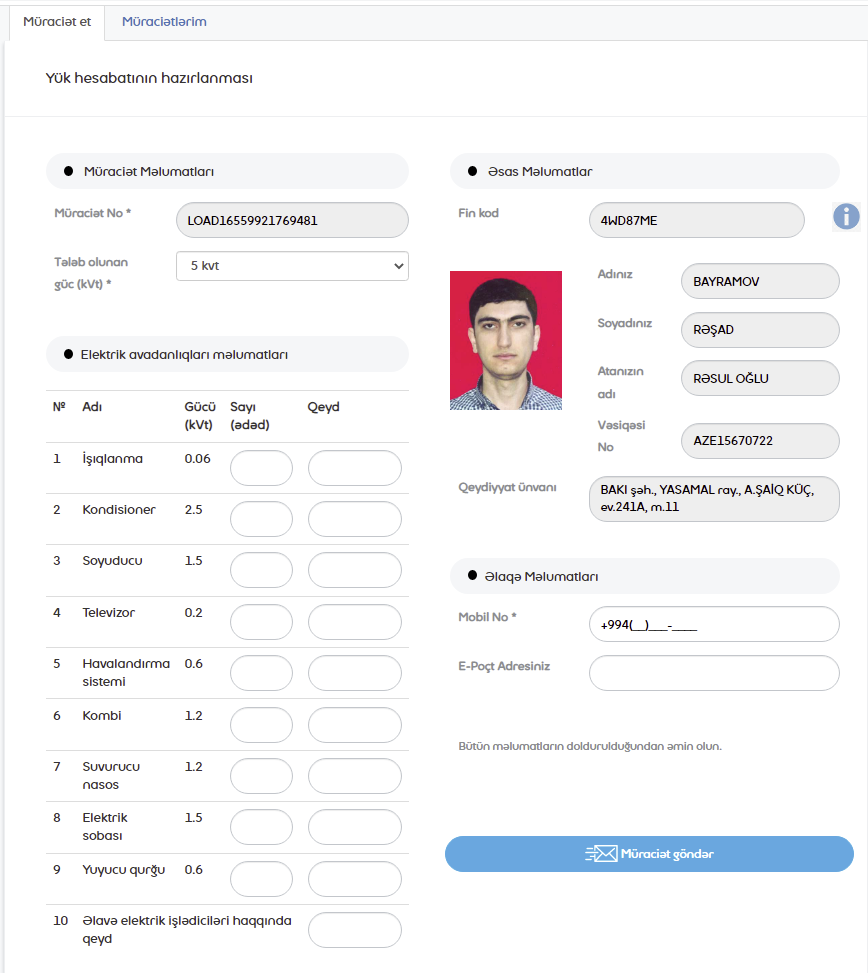 Müraciət et
Müraciətlərim
Yük hesabatının hazırlanması
Müraciət Məlumatları
Müraciət No *
LOAD16559921769481
Tələb olunan
güc (kVt) *
5 kvt
Elektrik avadanlıqları məlumatları
№ Adı Gücü Sayı Qeyd
(kVt) (ədəd)
1 İşıqlanma 0.06
2 Kondisioner 2.5
3 Soyuducu 1.5
4 Televizor 0.2
5 Havalandırma 0.6
sistemi
6 Kombi 1.2
7 Suvurucu 1.2
nasos
8 Elektrik 1.5
sobası
9 Yuyucu qurğu 0.6
10 Əlavə elektrik işlədiciləri haqqında
qeyd
Əsas Məlumatlar
Fin kod
4WD87ME
Adınız
BAYRAMOV
Soyadınız
RƏŞAD
Atanızın
adı
RƏSUL OĞLU
Vəsiqəsi
No
AZE15670722
Qeydiyyat ünvanı
BAKI şəh., YASAMAL ray., A.ŞAİQ KÜÇ,
ev.241A, m.11
Əlaqə Məlumatları
Mobil No *
+994(__)___-____
E-Poçt Adresiniz
Bütün məlumatların doldurulduğundan əmin olun.
Müraciət göndər